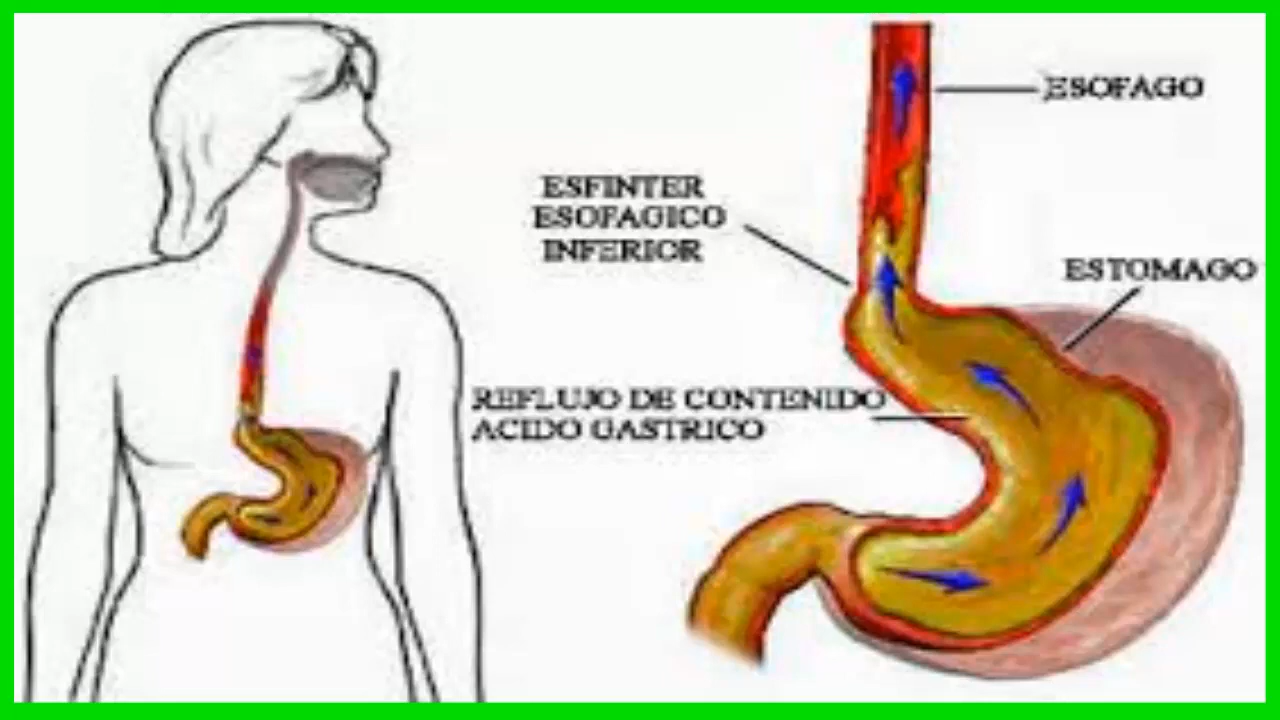 ESOFAGO
ESFINTER
ESOFAGICO
INFERIOR
ESTOMAGO
REFLUJO DE CONTENIDO
ACIDO GASTRICO